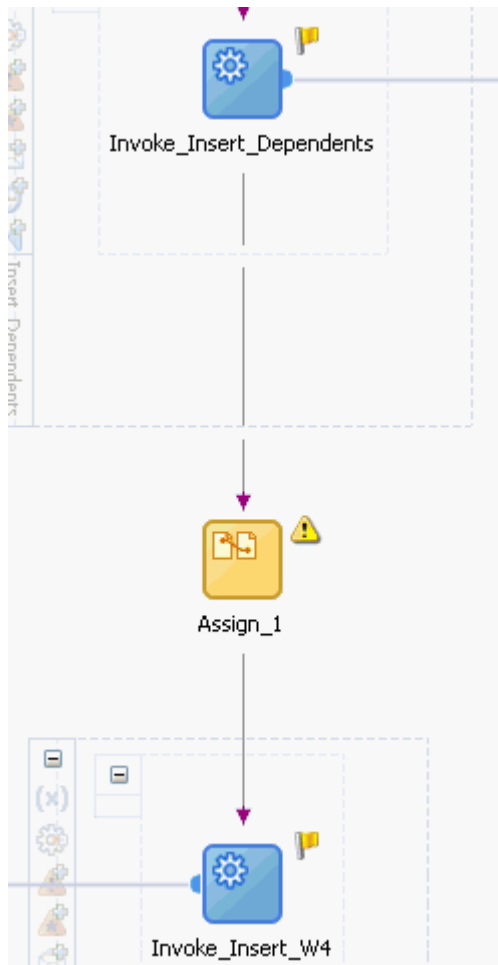 Invoke_Insert_Dependents
Insert_Dependents
Assign_1
(x)
Invoke_Insert_W4